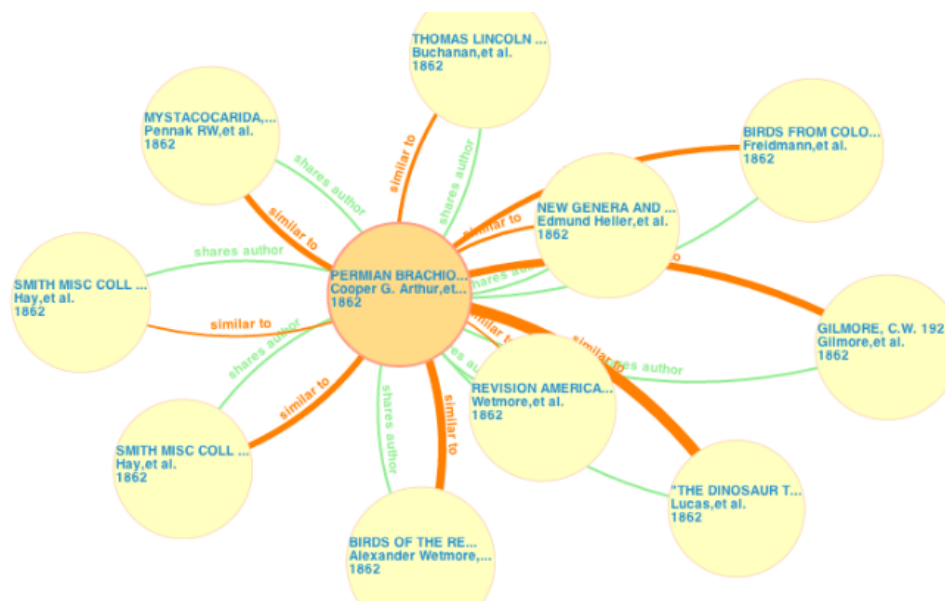 THOMAS LINCOLN ...
Buchanan,et al.
1862
MYSTACOCARIDA,...
Pennak RW,et al.
1862
BIRDS FROM COLO...
Freidmann,et al.
1862
similar to
shares author
shares author
similar to
NEW GENERA AND ...
Edmund Heller,et al.
1862
similar to
shares author
SMITH MISC COLL ...
Hay,et al.
1862
PERMIAN BRACHIO...
Cooper G. Arthur,et...
1862
similar to
shares author
GILMORE, C.W. 192
Gilmore,et al.
1862
similar to
shares author
similar to
shares author
REVISION AMERICA...
Wetmore,et al.
1862
SMITH MISC COLL ...
Hay,et al.
1862
similar to
shares author
similar to
"THE DINOSAUR T...
Lucas,et al.
1862
BIRDS OF THE RE...
Alexander Wetmore,...
1862